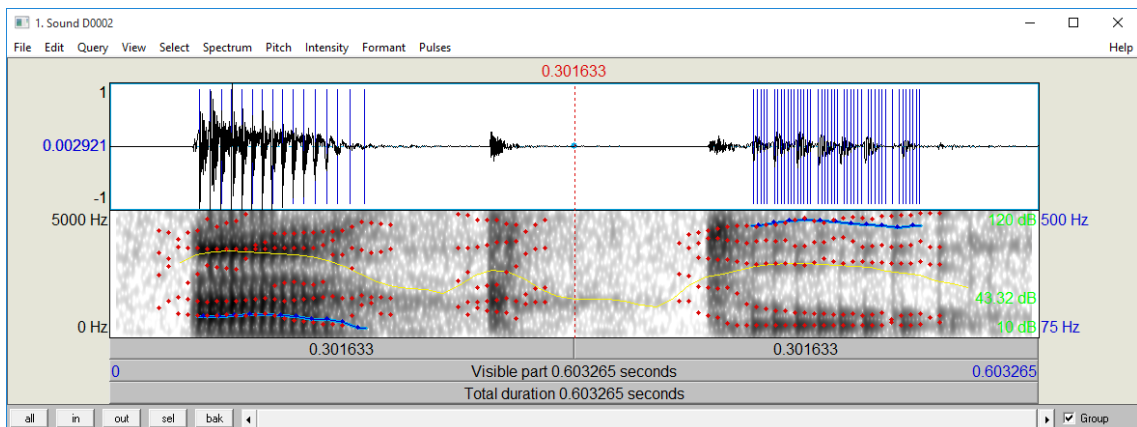 1. Sound D0002
File Edit Query View Select Spectrum Pitch Intensity Formant Pulses Help
0.301633
1
0.002921
-1
5000 Hz 120 dB 500 Hz
43.32 dB
0 Hz 10 dB 75 Hz
0.301633 0.301633
0 Visible part 0.603265 seconds 0.603265
Total duration 0.603265 seconds
all in out sel bak Group